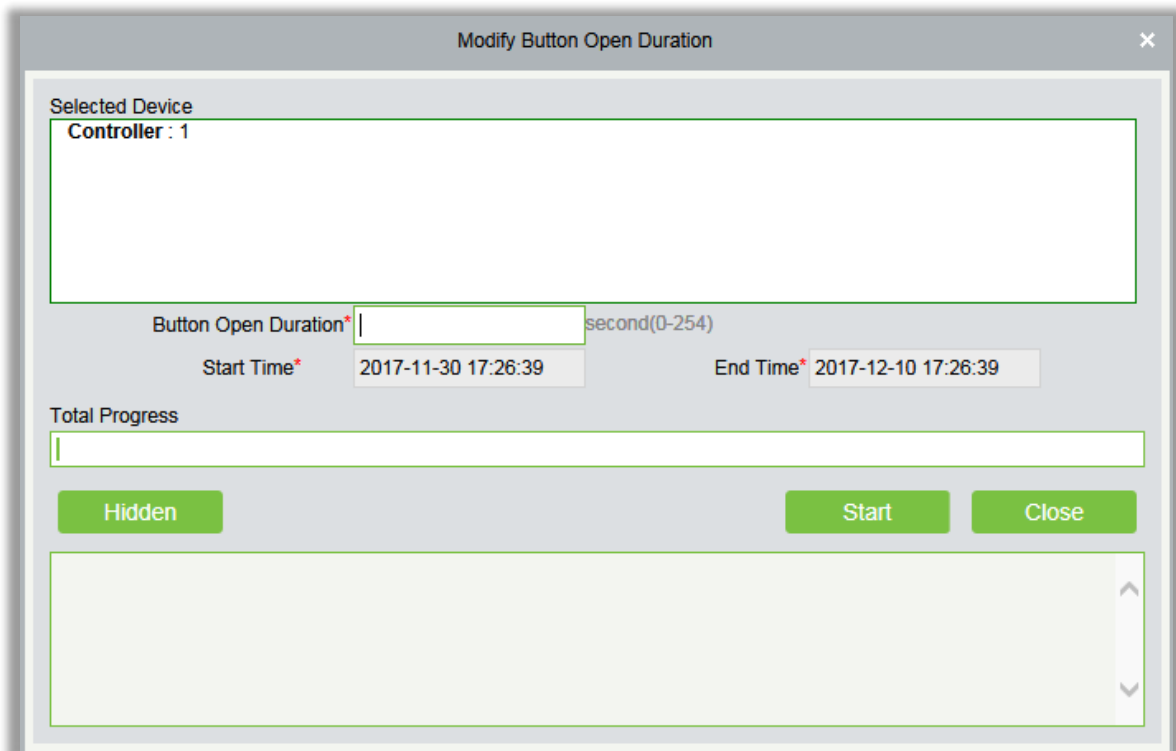 Modify Button Open Duration ×
Selected Device
Controller : 1
Button Open Duration* second(0-254)
Start Time* 2017-11-30 17:26:39 End Time* 2017-12-10 17:26:39
Total Progress
Hidden Start Close